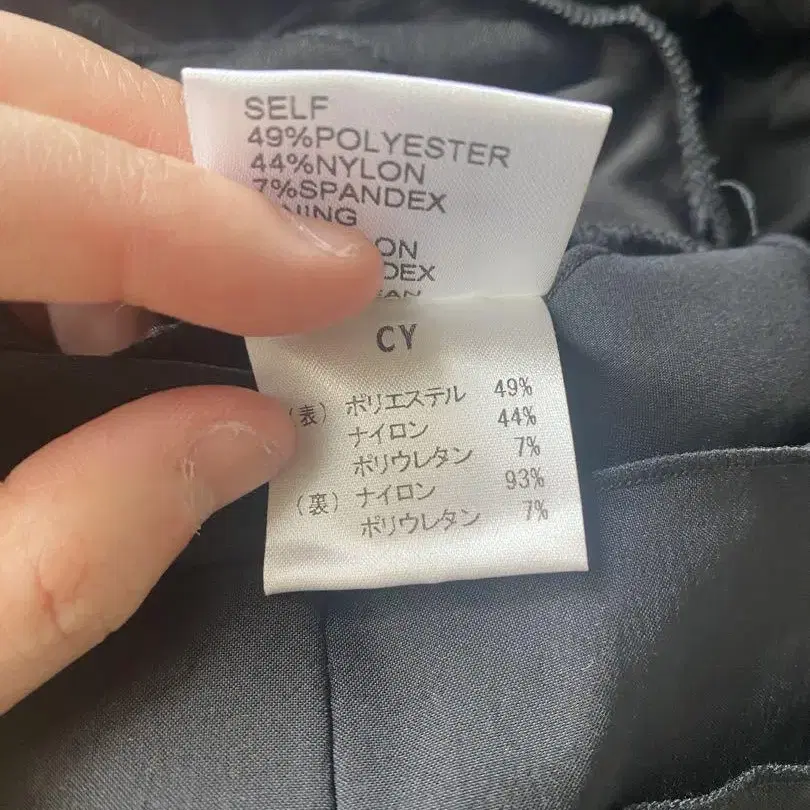 SELF
49%POLYESTER
44%NYLON
7%SPANDEX
CY
(表) ポリエステル 49%
ナイロン 44%
ポリウレタン 7%
(裏) ナイロン 93%
ポリウレタン 7%